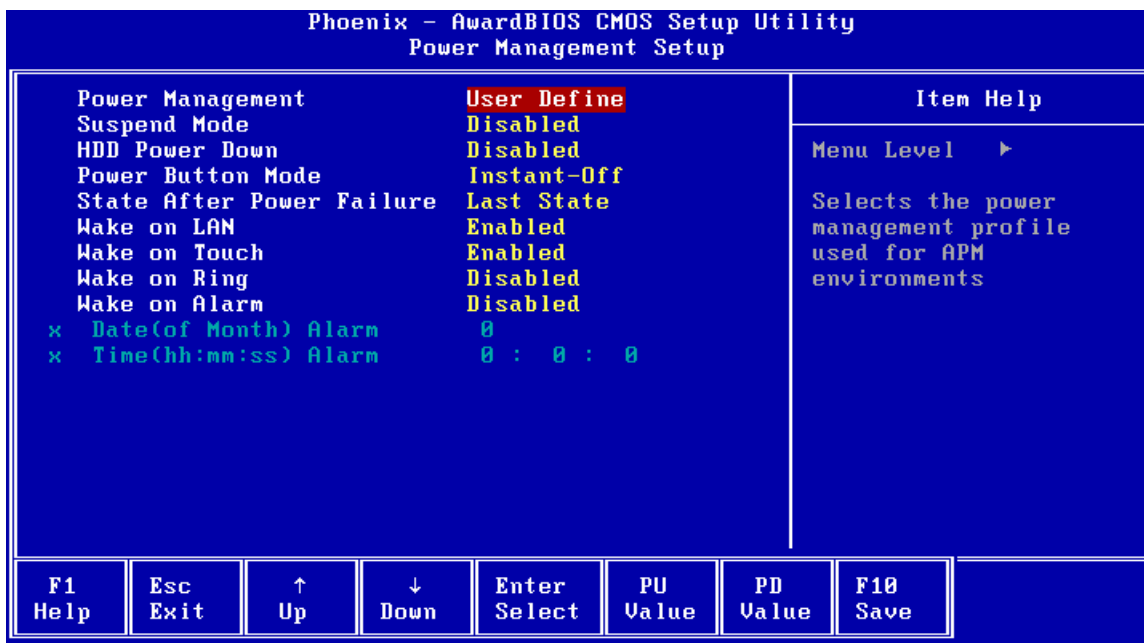 Phoenix - AwardBIOS CMOS Setup Utility
Power Management Setup
Power Management User Define
Suspend Mode Disabled
HDD Power Down Disabled
Power Button Mode Instant-Off
State After Power Failure Last State
Wake on LAN Enabled
Wake on Touch Enabled
Wake on Ring Disabled
Wake on Alarm Disabled
x Date(of Month) Alarm 0
x Time(hh:mm:ss) Alarm 0 : 0 : 0
Item Help
Menu Level ▸
Selects the power
management profile
used for APM
environments
F1 Help
Esc Exit
↑ Up
↓ Down
Enter Select
PU Value
PD Value
F10 Save